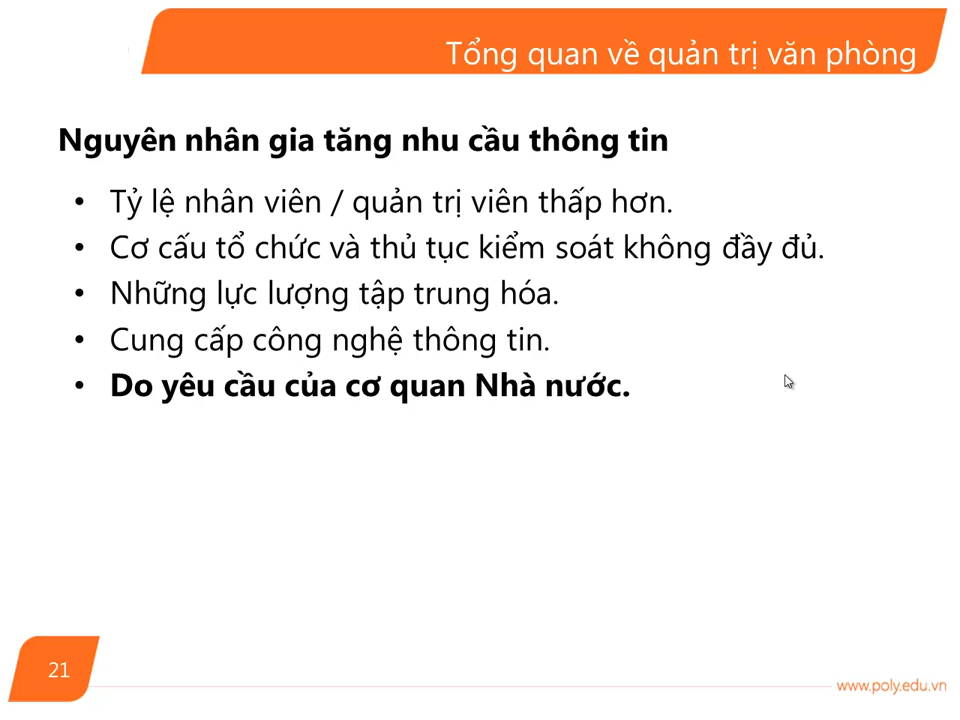 Tổng quan về quản trị văn phòng
Nguyên nhân gia tăng nhu cầu thông tin
• Tỷ lệ nhân viên / quản trị viên thấp hơn.
• Cơ cấu tổ chức và thủ tục kiểm soát không đầy đủ.
• Những lực lượng tập trung hóa.
• Cung cấp công nghệ thông tin.
• Do yêu cầu của cơ quan Nhà nước.
21
www.poly.edu.vn